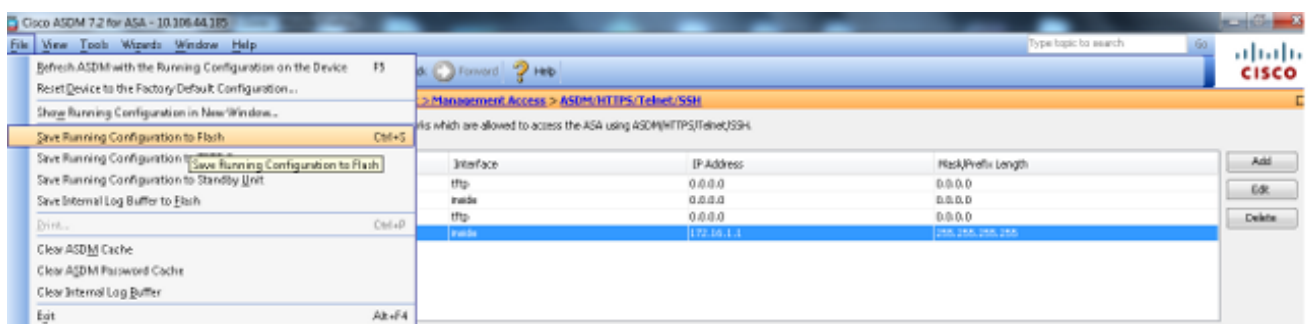 Cisco ASDM 7.2 for ASA - 10.106.44.185
File View Tools Wizards Window Help
Type topic to search Go
Refresh ASDM with the Running Configuration on the Device F5
Forward Help
CISCO
Reset Device to the Factory Default Configuration...
> Management Access > ASDM/HTTPS/Telnet/SSH
Show Running Configuration in New Window...
which are allowed to access the ASA using ASDM/HTTPS/Telnet/SSH.
Save Running Configuration to Flash Ctrl+S
Save Running Configuration to
Save Running Configuration to Flash
Interface IP Address Mask/Prefix Length
Add
Save Running Configuration to Standby Unit
tftp 0.0.0.0 0.0.0.0
Edit
Save Internal Log Buffer to Flash
inside 0.0.0.0 0.0.0.0
Print... Ctrl+P
tftp 0.0.0.0 0.0.0.0
Delete
inside 172.16.1.1 255.255.255.255
Clear ASDM Cache
Clear ASDM Password Cache
Clear Internal Log Buffer
Exit Alt+F4